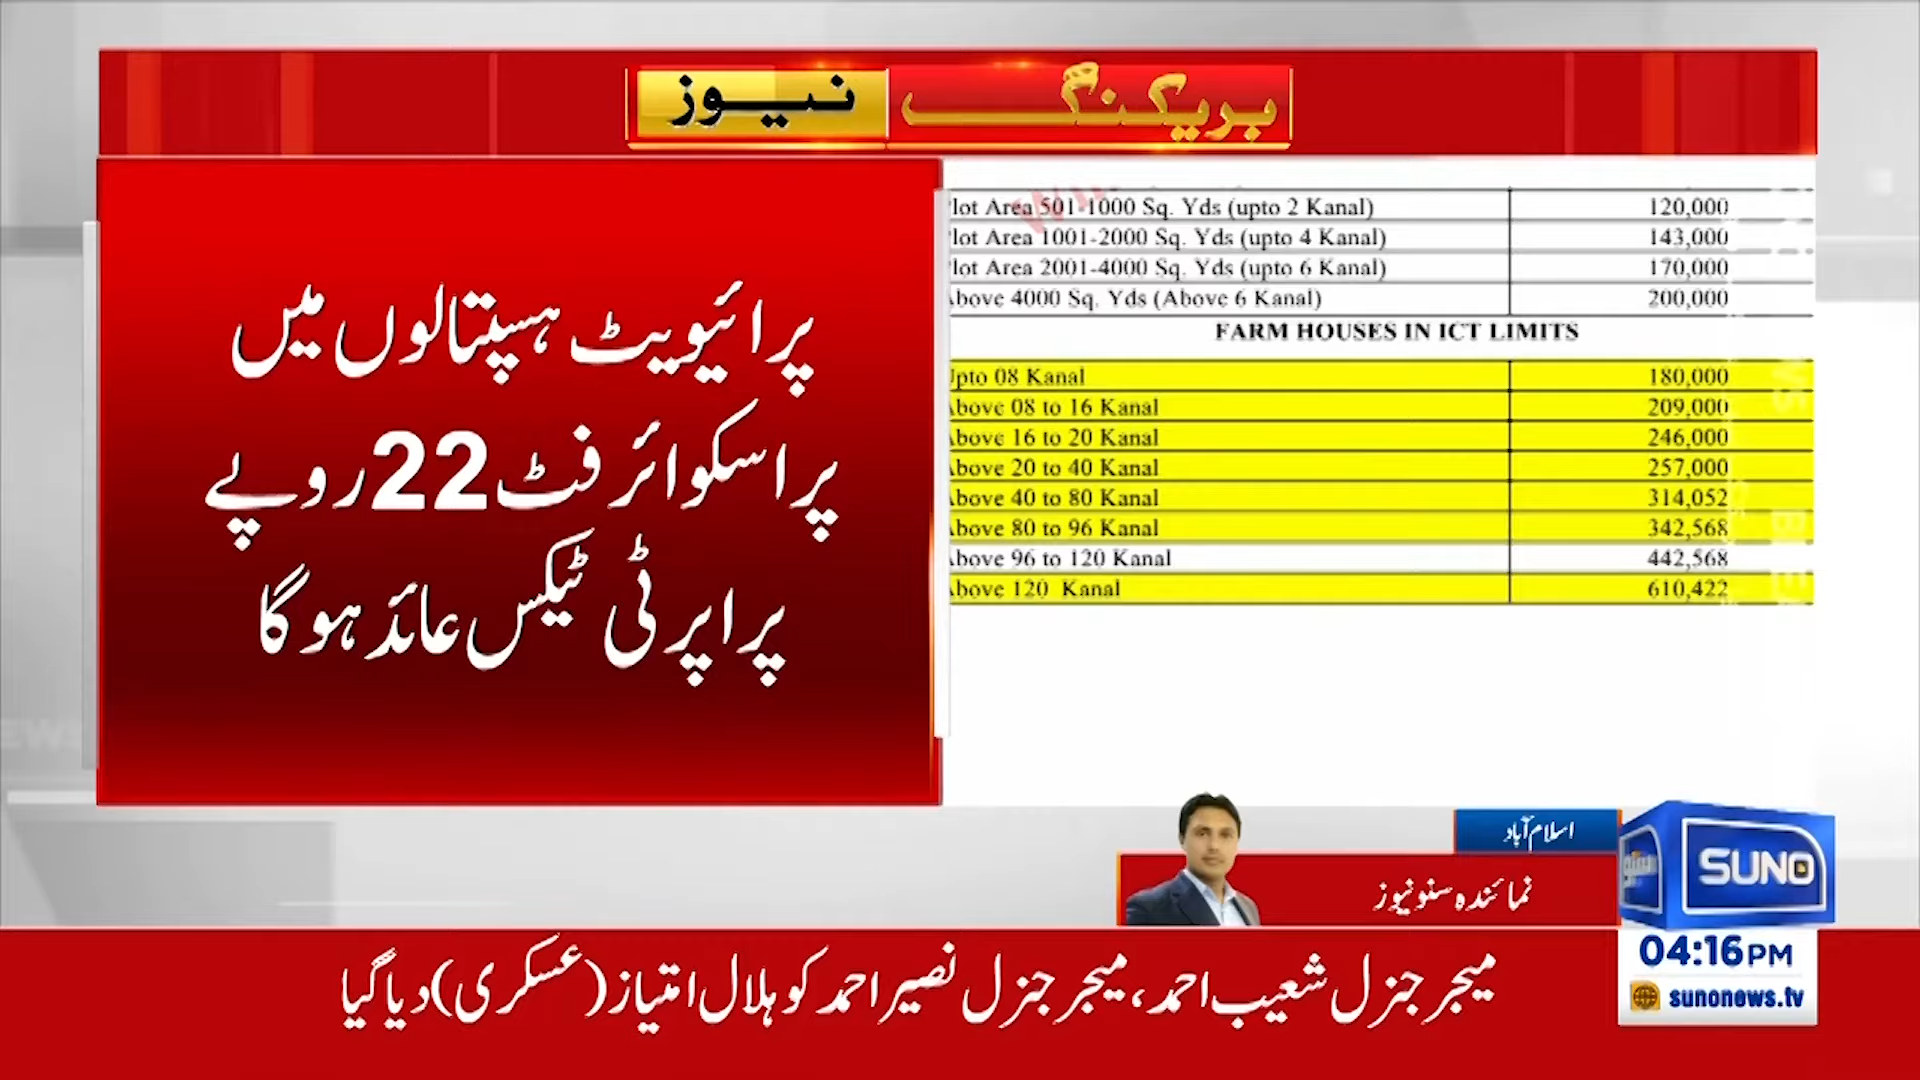 بریکنگ نیوز
پرائیویٹ ہسپتالوں میں
پر اسکوائر فٹ 22 روپے
پراپرٹی ٹیکس عائد ہوگا
lot Area 501-1000 Sq. Yds (upto 2 Kanal) 120,000
lot Area 1001-2000 Sq. Yds (upto 4 Kanal) 143,000
lot Area 2001-4000 Sq. Yds (upto 6 Kanal) 170,000
bove 4000 Sq. Yds (Above 6 Kanal) 200,000
FARM HOUSES IN ICT LIMITS
Upto 08 Kanal 180,000
bove 08 to 16 Kanal 209,000
bove 16 to 20 Kanal 246,000
bove 20 to 40 Kanal 257,000
bove 40 to 80 Kanal 314,052
bove 80 to 96 Kanal 342,568
bove 96 to 120 Kanal 442,568
bove 120 Kanal 610,422
اسلام آباد
نمائندہ سنو نیوز
سنو
SUNO
میجر جنرل شعیب احمد، میجر جنرل نصیر احمد کو ہلال امتیاز (عسکری) دیا گیا
04:16 PM
sunonews.tv